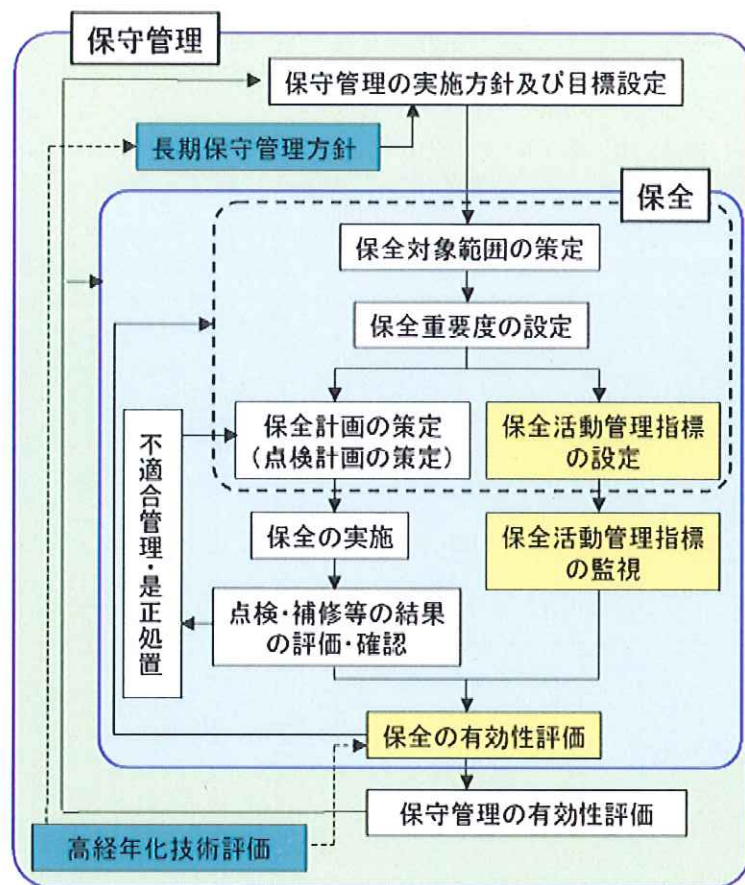 保守管理
保守管理の実施方針及び目標設定
長期保守管理方針
保全
保全対象範囲の策定
保全重要度の設定
保全計画の策定
(点検計画の策定)
保全活動管理指標
の設定
不適合管理・是正処置
保全の実施
保全活動管理指標
の監視
点検・補修等の結果
の評価・確認
保全の有効性評価
保守管理の有効性評価
高経年化技術評価